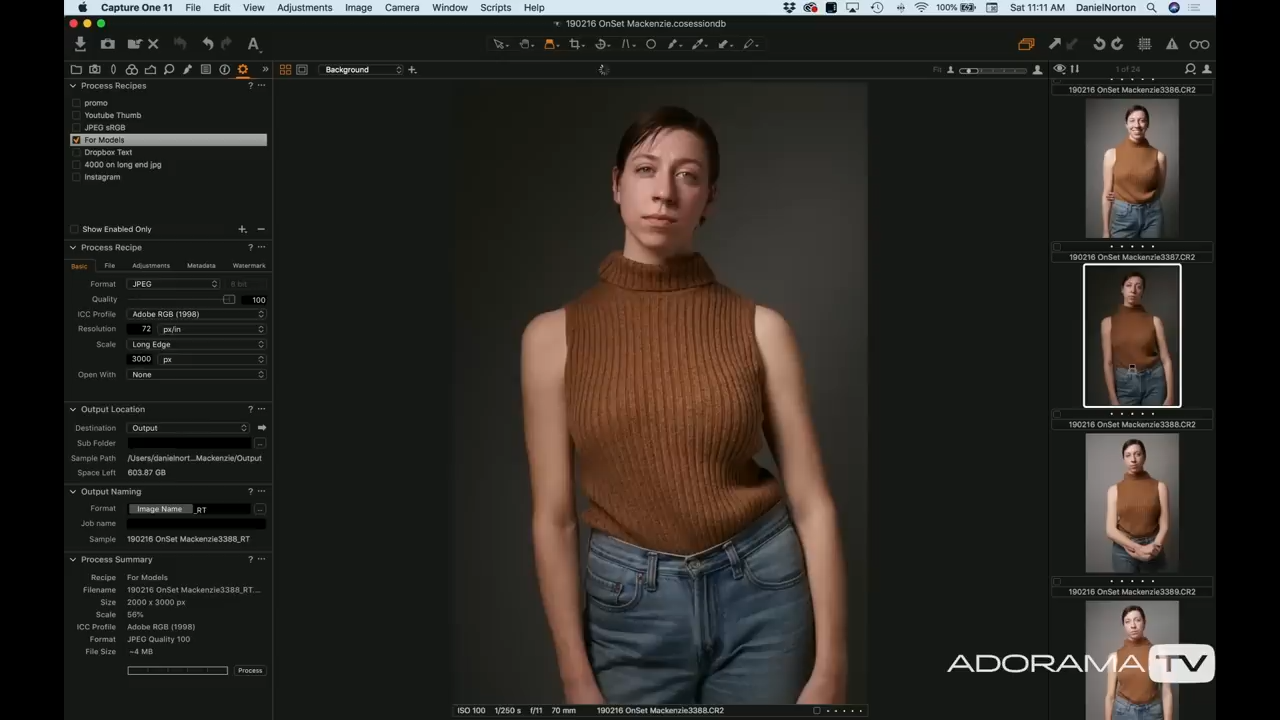 Capture One 11 File Edit View Adjustments Image Camera Window Scripts Help 100% Sat 11:11 AM DanielNorton
190216 OnSet Mackenzie.cosessiondb
Background
Fit
1 of 24
Process Recipes ? ...
promo
Youtube Thumb
JPEG sRGB
For Models
Dropbox Text
4000 on long end jpg
Instagram
Show Enabled Only + −
Process Recipe ? ...
Basic File Adjustments Metadata Watermark
Format JPEG 8 bit
Quality 100
ICC Profile Adobe RGB (1998)
Resolution 72 px/in
Scale Long Edge
3000 px
Open With None
Output Location ? ...
Destination Output
Sub Folder ...
Sample Path /Users/danielnort...Mackenzie/Output
Space Left 603.87 GB
Output Naming ? ...
Format Image Name _RT ...
Job name
Sample 190216 OnSet Mackenzie3388_RT
Process Summary ? ...
Recipe For Models
Filename 190216 OnSet Mackenzie3388_RT....
Size 2000 x 3000 px
Scale 56%
ICC Profile Adobe RGB (1998)
Format JPEG Quality 100
File Size ~4 MB
Process
ISO 100 1/250 s f/11 70 mm 190216 OnSet Mackenzie3388.CR2
190216 OnSet Mackenzie3386.CR2
190216 OnSet Mackenzie3387.CR2
190216 OnSet Mackenzie3388.CR2
190216 OnSet Mackenzie3389.CR2
ADORAMA TV